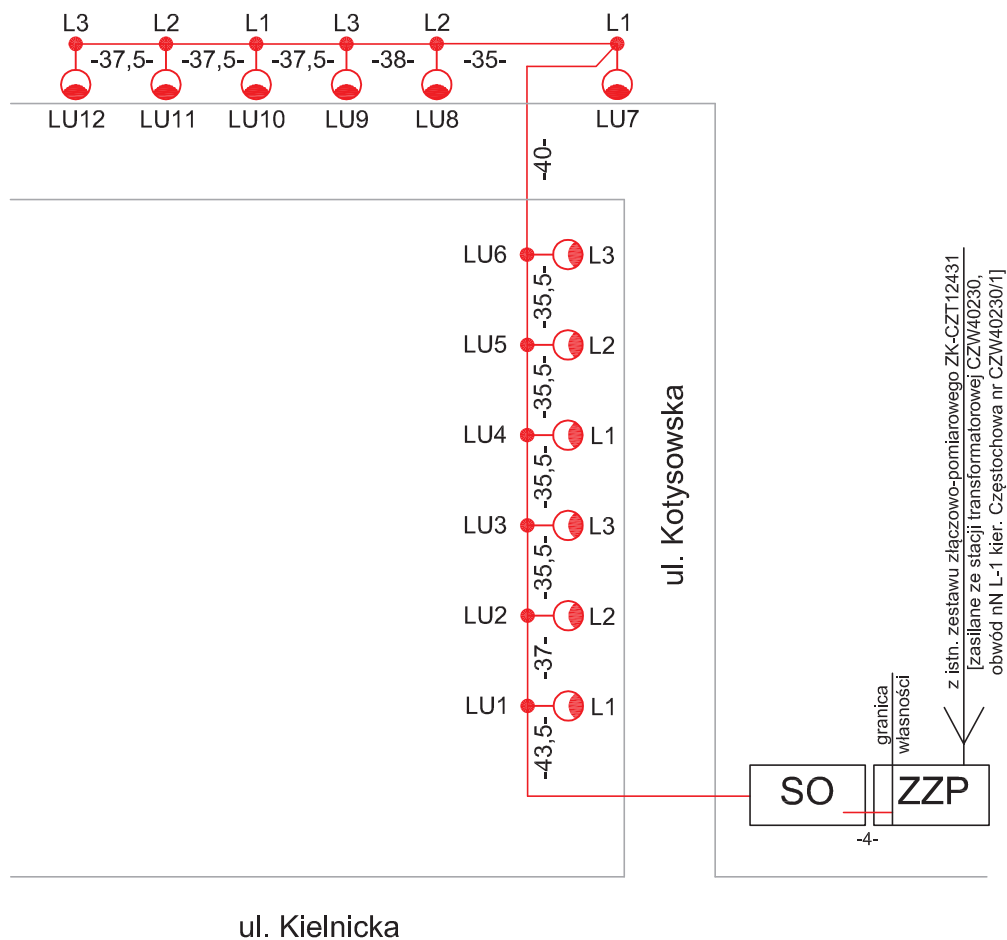 L3 L2 L1 L3 L2 L1
-37,5- -37,5- -37,5- -38- -35-
LU12 LU11 LU10 LU9 LU8 LU7
-40-
LU6 L3
-35,5-
LU5 L2
-35,5-
LU4 L1
-35,5-
LU3 L3
-35,5-
LU2 L2
-37-
LU1 L1
-43,5-
ul. Kotysowska
z istn. zestawu złączowo-pomiarowego ZK-CZT12431
[zasilane ze stacji transformatorowej CZW40230,
obwód nN L-1 kier. Częstochowa nr CZW40230/1]
granica
własności
SO ZZP
-4-
ul. Kielnicka